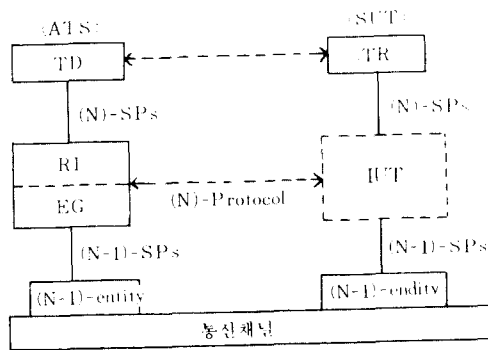 (ATS)
(SUT)
TD
TR
(N)-SPs
(N)-SPs
RI
EG
(N)-Protocol
IUT
(N-1)-SPs
(N-1)-SPs
(N-1)-entity
(N-1)-endity
통신채널